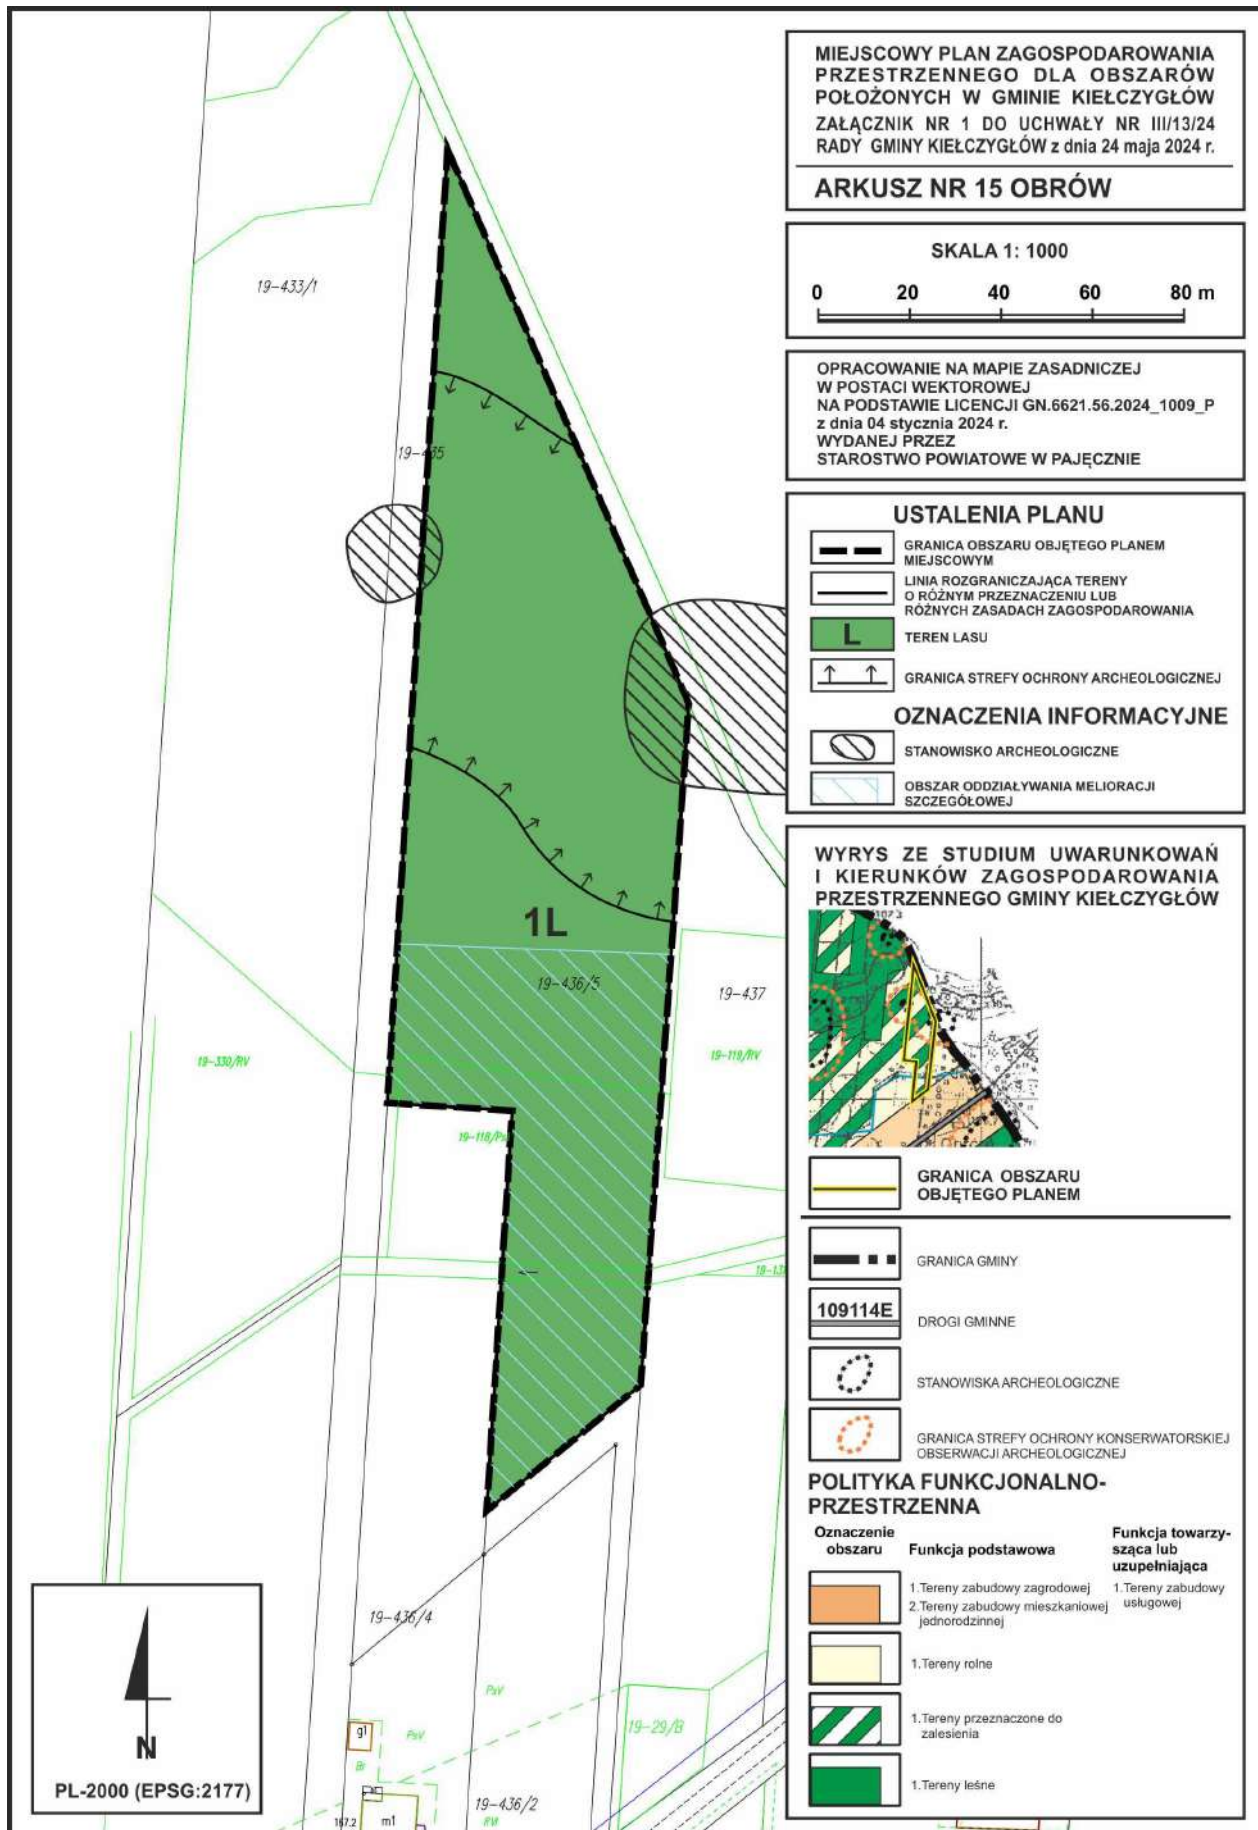 MIEJSCOWY PLAN ZAGOSPODAROWANIA
PRZESTRZENNEGO DLA OBSZARÓW
POŁOŻONYCH W GMINIE KIEŁCZYGŁÓW
ZAŁĄCZNIK NR 1 DO UCHWAŁY NR III/13/24
RADY GMINY KIEŁCZYGŁÓW z dnia 24 maja 2024 r.
ARKUSZ NR 15 OBRÓW
SKALA 1: 1000
0 20 40 60 80 m
OPRACOWANIE NA MAPIE ZASADNICZEJ
W POSTACI WEKTOROWEJ
NA PODSTAWIE LICENCJI GN.6621.56.2024_1009_P
z dnia 04 stycznia 2024 r.
WYDANEJ PRZEZ
STAROSTWO POWIATOWE W PAJĘCZNIE
USTALENIA PLANU
GRANICA OBSZARU OBJĘTEGO PLANEM
MIEJSCOWYM
LINIA ROZGRANICZAJĄCA TERENY
O RÓŻNYM PRZEZNACZENIU LUB
RÓŻNYCH ZASADACH ZAGOSPODAROWANIA
L TEREN LASU
GRANICA STREFY OCHRONY ARCHEOLOGICZNEJ
OZNACZENIA INFORMACYJNE
STANOWISKO ARCHEOLOGICZNE
OBSZAR ODDZIAŁYWANIA MELIORACJI
SZCZEGÓŁOWEJ
WYRYS ZE STUDIUM UWARUNKOWAŃ
I KIERUNKÓW ZAGOSPODAROWANIA
PRZESTRZENNEGO GMINY KIEŁCZYGŁÓW
GRANICA OBSZARU
OBJĘTEGO PLANEM
GRANICA GMINY
109114E DROGI GMINNE
STANOWISKA ARCHEOLOGICZNE
GRANICA STREFY OCHRONY KONSERWATORSKIEJ
OBSERWACJI ARCHEOLOGICZNEJ
POLITYKA FUNKCJONALNO-
PRZESTRZENNA
Oznaczenie
obszaru
Funkcja podstawowa
Funkcja towarzy-
sząca lub
uzupełniająca
1.Tereny zabudowy zagrodowej
2.Tereny zabudowy mieszkaniowej
jednorodzinnej
1.Tereny zabudowy
usługowej
1.Tereny rolne
1.Tereny przeznaczone do
zalesienia
1.Tereny leśne
19-433/1
19-435
1L
19-436/5
19-437
19-330/RV
19-119/RV
19-118/Ps
19-436/4
PsV
PsV
19-29/B
g1
Br
19-436/2
167.2
m1
RVI
N
PL-2000 (EPSG:2177)